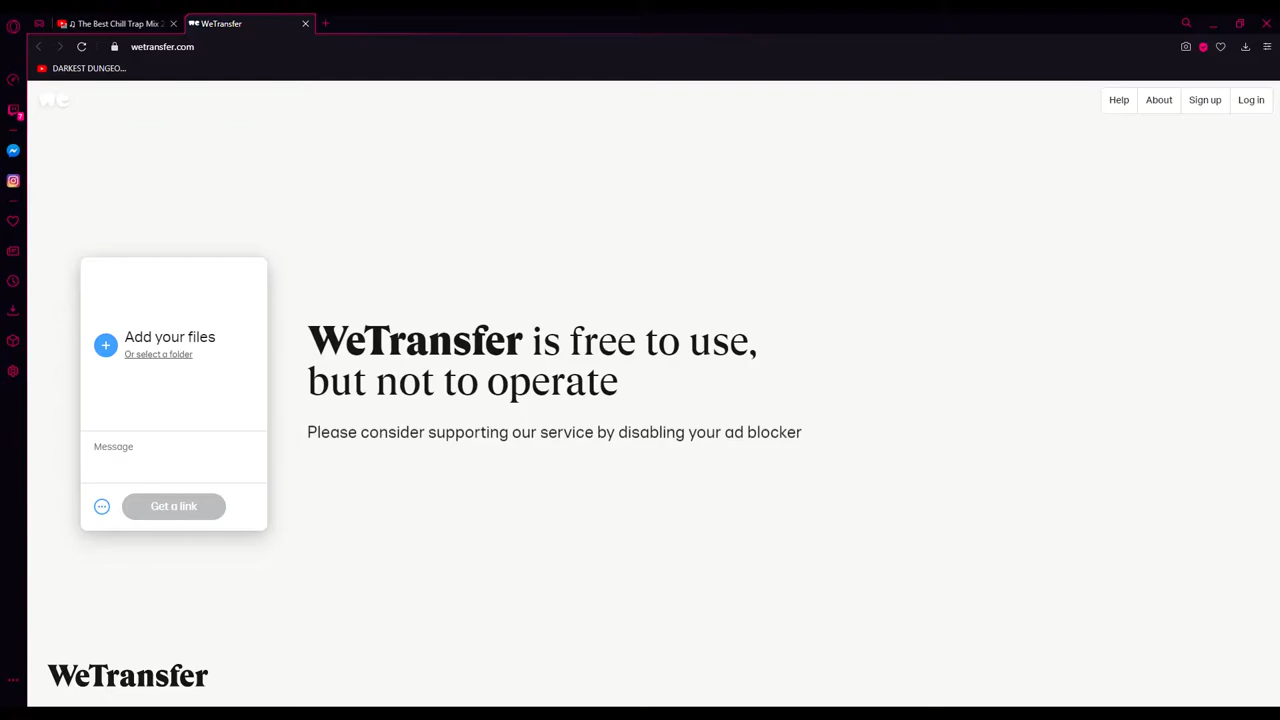 The Best Chill Trap Mix 2
WeTransfer
wetransfer.com
DARKEST DUNGEO...
we
Help
About
Sign up
Log in
7
Add your files
Or select a folder
WeTransfer is free to use,
but not to operate
Please consider supporting our service by disabling your ad blocker
Message
Get a link
WeTransfer